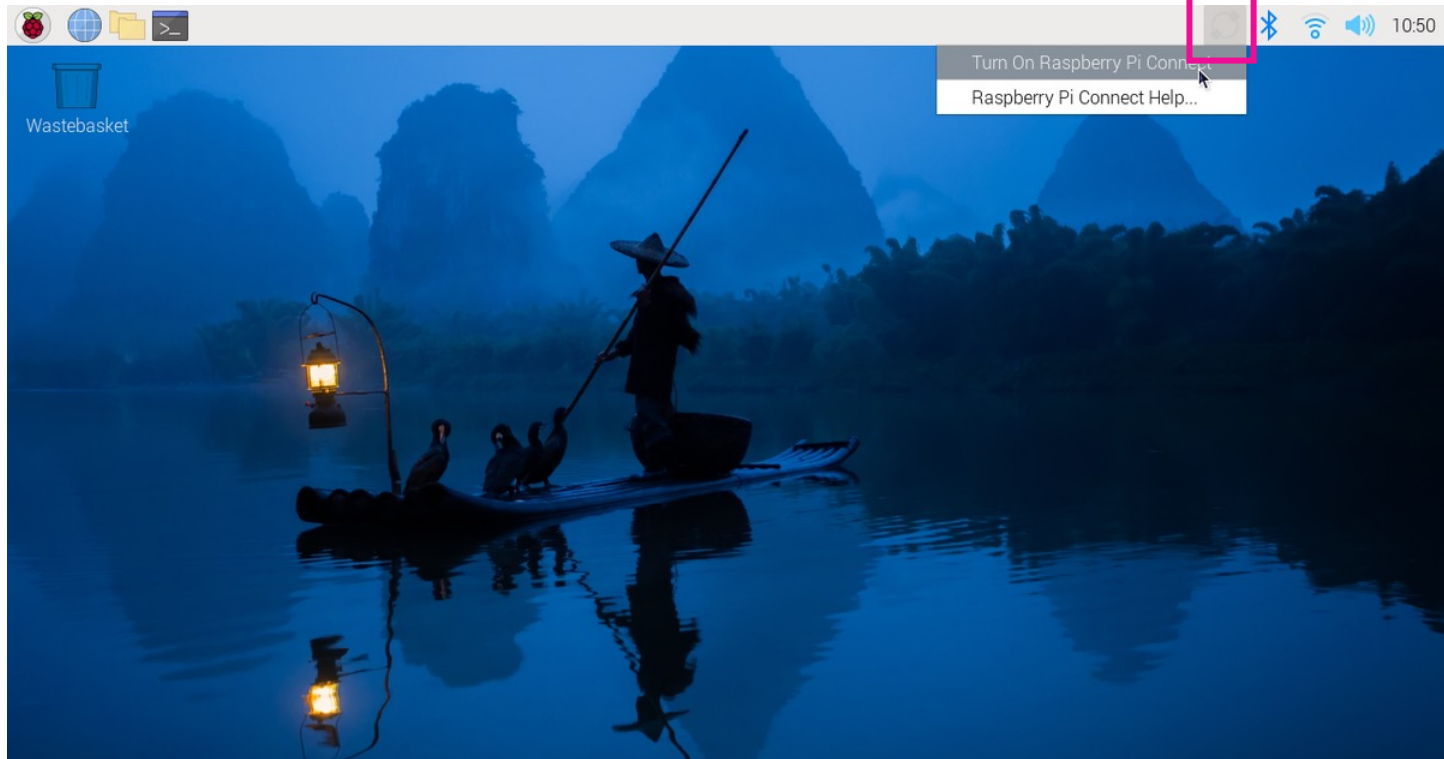 >_
10:50
Turn On Raspberry Pi Connect
Raspberry Pi Connect Help...
Wastebasket